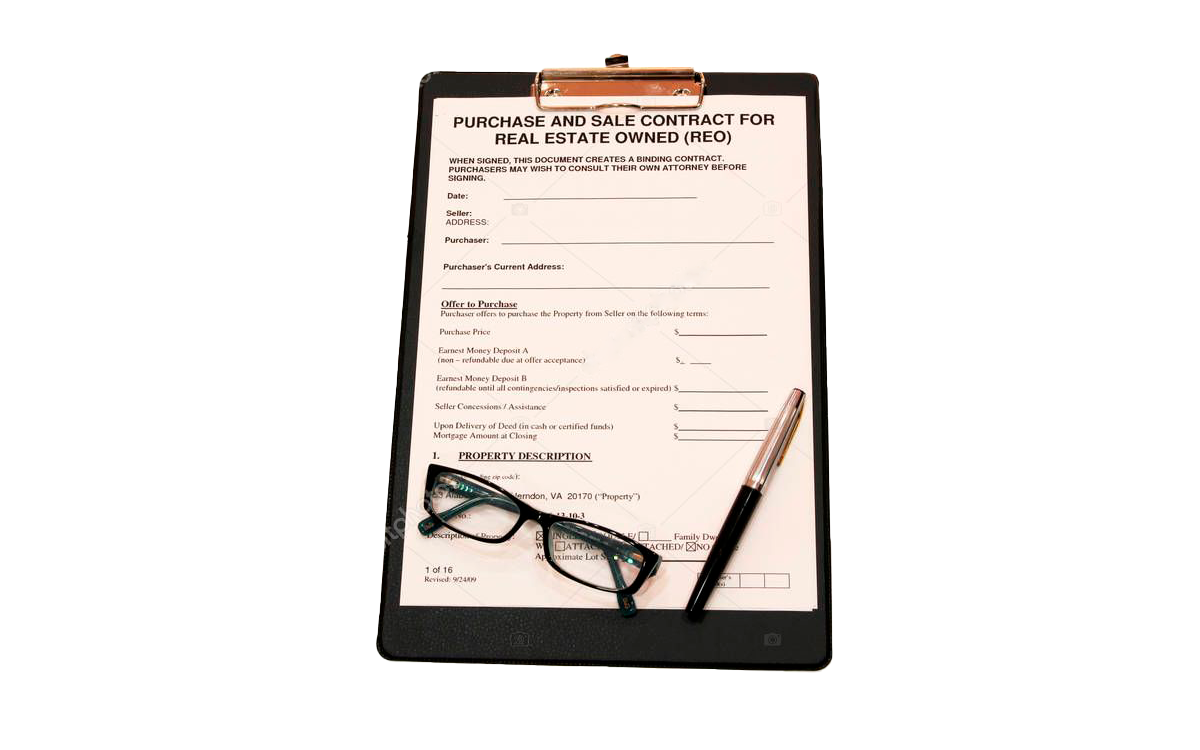 PURCHASE AND SALE CONTRACT FOR
REAL ESTATE OWNED (REO)
WHEN SIGNED, THIS DOCUMENT CREATES A BINDING CONTRACT.
PURCHASERS MAY WISH TO CONSULT THEIR OWN ATTORNEY BEFORE
SIGNING.
Date:
Seller:
ADDRESS:
Purchaser:
Purchaser's Current Address:
Offer to Purchase
Purchaser offers to purchase the Property from Seller on the following terms:
Purchase Price $
Earnest Money Deposit A
(non – refundable due at offer acceptance) $
Earnest Money Deposit B
(refundable until all contingencies/inspections satisfied or expired) $
Seller Concessions / Assistance $
Upon Delivery of Deed (in cash or certified funds) $
Mortgage Amount at Closing $
1. PROPERTY DESCRIPTION
zip code
VA 20170 ("Property")
Description
Family
NO
Lot
1 of 16
Revised: 9/24/09